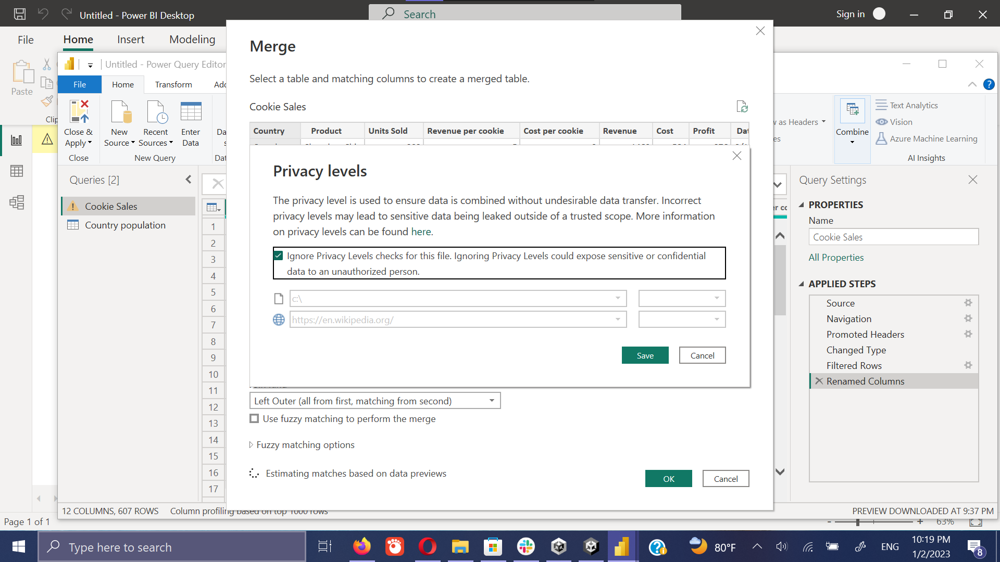 Untitled - Power BI Desktop
Search
Sign in
File
Home
Insert
Modeling
Paste
Untitled - Power Query Editor
File
Home
Transform
Close & Apply
New Source
Recent Sources
Enter Data
Close
New Query
Queries [2]
Cookie Sales
Country population
1
2
3
4
5
6
7
8
9
10
11
12
13
14
15
16
17
12 COLUMNS, 607 ROWS
Column profiling based on top 1000 rows
Page 1 of 1
Merge
Select a table and matching columns to create a merged table.
Cookie Sales
Country Product Units Sold Revenue per cookie Cost per cookie Revenue Cost Profit
Privacy levels
The privacy level is used to ensure data is combined without undesirable data transfer. Incorrect
privacy levels may lead to sensitive data being leaked outside of a trusted scope. More information
on privacy levels can be found here.
Ignore Privacy Levels checks for this file. Ignoring Privacy Levels could expose sensitive or confidential
data to an unauthorized person.
c:\
https://en.wikipedia.org/
Save
Cancel
Left Outer (all from first, matching from second)
Use fuzzy matching to perform the merge
Fuzzy matching options
Estimating matches based on data previews
OK
Cancel
as Headers
Combine
Text Analytics
Vision
Azure Machine Learning
AI Insights
Query Settings
PROPERTIES
Name
Cookie Sales
All Properties
APPLIED STEPS
Source
Navigation
Promoted Headers
Changed Type
Filtered Rows
Renamed Columns
PREVIEW DOWNLOADED AT 9:37 PM
63%
Type here to search
80°F
ENG
10:19 PM
1/2/2023
8